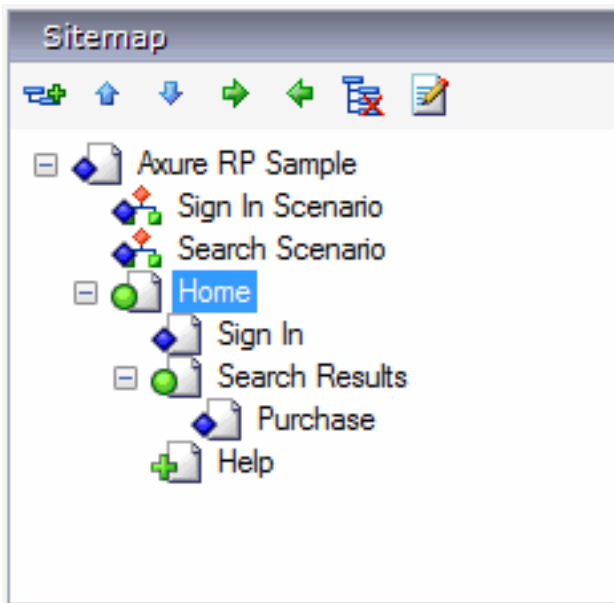 Sitemap
Axure RP Sample
Sign In Scenario
Search Scenario
Home
Sign In
Search Results
Purchase
Help